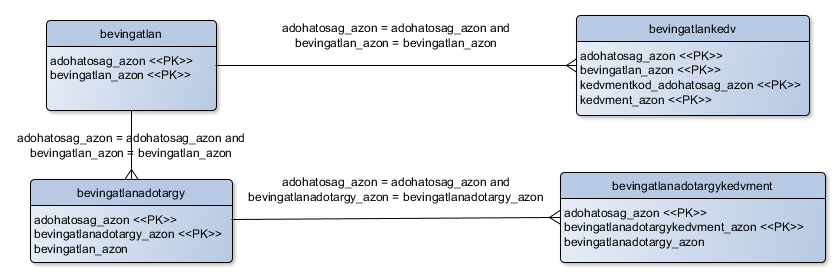 bevingatlan
adohatosag_azon <<PK>>
bevingatlan_azon <<PK>>
adohatosag_azon = adohatosag_azon and
bevingatlan_azon = bevingatlan_azon
bevingatlankedv
adohatosag_azon <<PK>>
bevingatlan_azon <<PK>>
kedvmentkod_adohatosag_azon <<PK>>
kedvment_azon <<PK>>
adohatosag_azon = adohatosag_azon and
bevingatlan_azon = bevingatlan_azon
bevingatlanadotargy
adohatosag_azon <<PK>>
bevingatlanadotargy_azon <<PK>>
bevingatlan_azon
adohatosag_azon = adohatosag_azon and
bevingatlanadotargy_azon = bevingatlanadotargy_azon
bevingatlanadotargykedvment
adohatosag_azon <<PK>>
bevingatlanadotargykedvment_azon <<PK>>
bevingatlanadotargy_azon